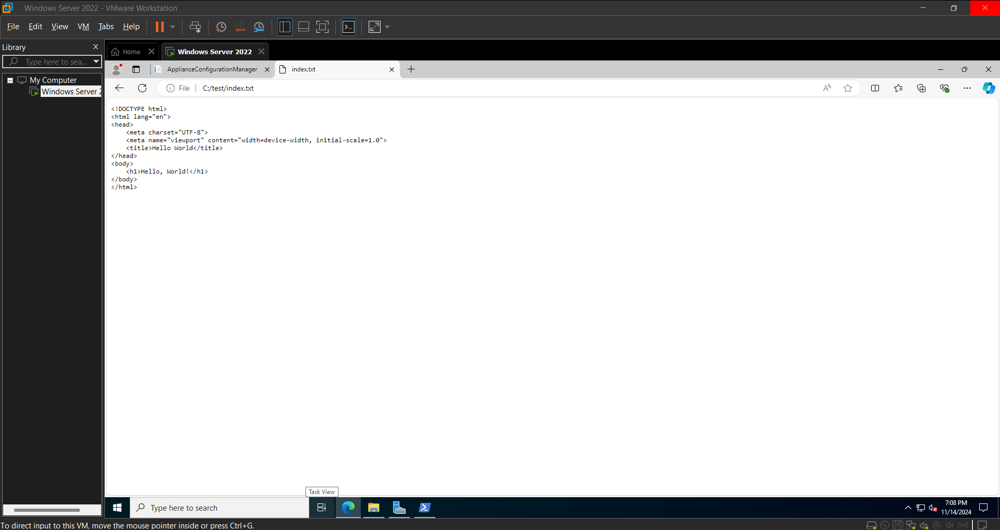 Windows Server 2022 - VMware Workstation
File Edit View VM Tabs Help
Library
Type here to sea...
My Computer
Windows Server 2
Home
Windows Server 2022
ApplianceConfigurationManager
index.txt
File
C:/test/index.txt
<!DOCTYPE html>
<html lang="en">
<head>
    <meta charset="UTF-8">
    <meta name="viewport" content="width=device-width, initial-scale=1.0">
    <title>Hello World</title>
</head>
<body>
    <h1>Hello, World!</h1>
</body>
</html>
Task View
Type here to search
7:08 PM
11/14/2024
To direct input to this VM, move the mouse pointer inside or press Ctrl+G.